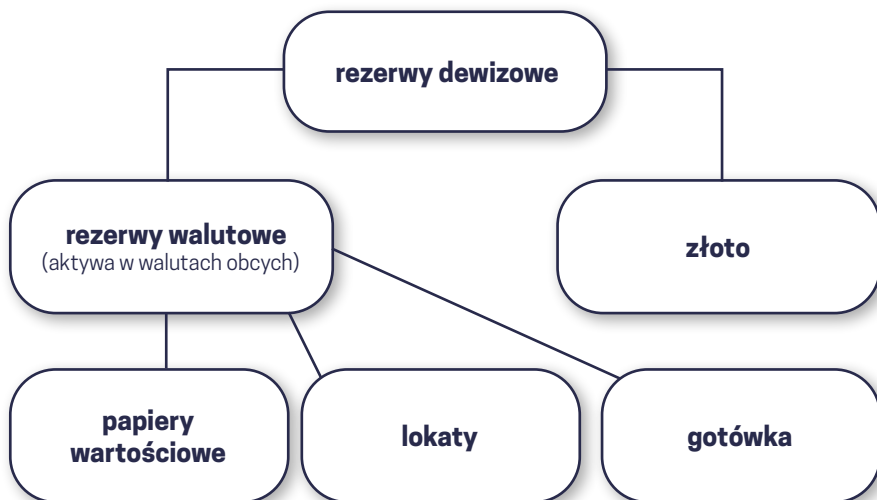 rezerwy dewizowe
rezerwy walutowe
(aktywa w walutach obcych)
złoto
papiery
wartościowe
lokaty
gotówka